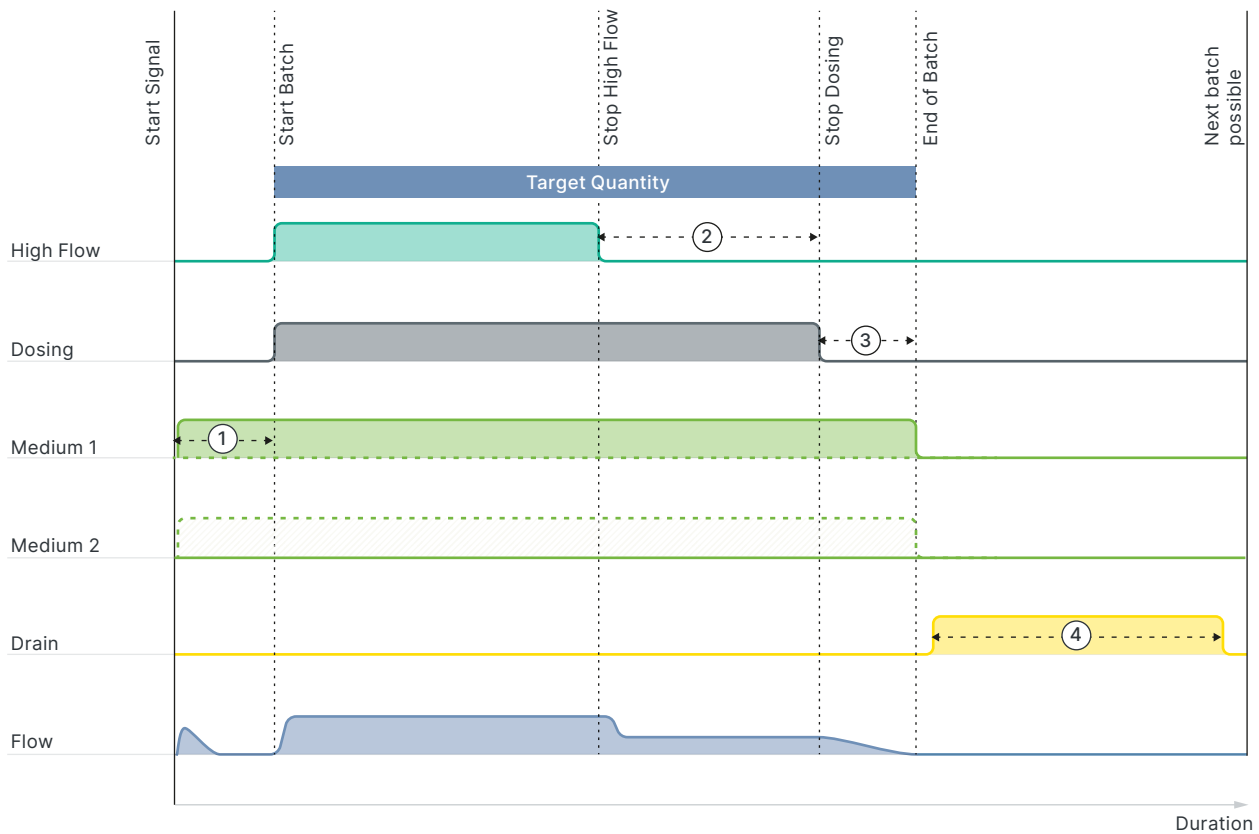 Start Signal
Start Batch
Stop High Flow
Stop Dosing
End of Batch
Next batch
possible
Target Quantity
High Flow
2
Dosing
3
Medium 1
1
Medium 2
Drain
4
Flow
Duration